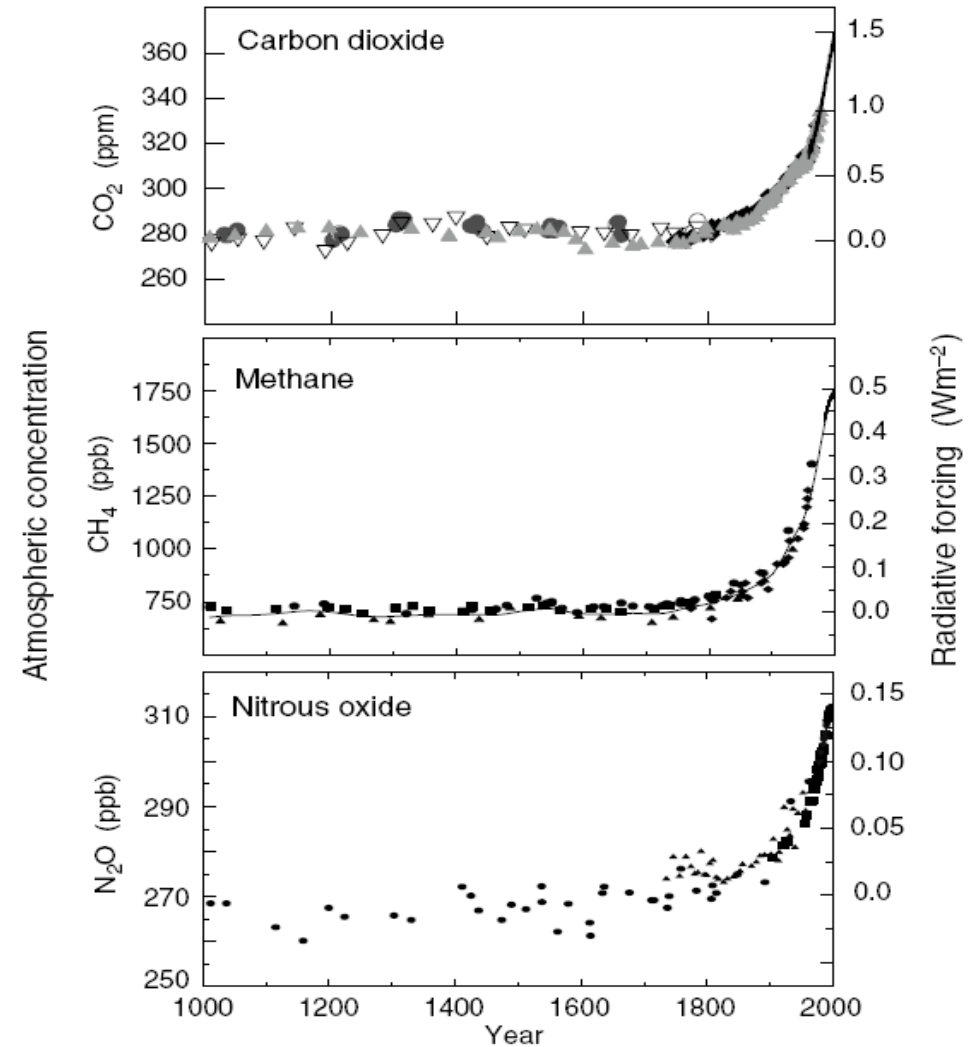 Atmospheric concentration
Radiative forcing (Wm⁻²)
Carbon dioxide
CO₂ (ppm)
360
340
320
300
280
260
1.5
1.0
0.5
0.0
Methane
CH₄ (ppb)
1750
1500
1250
1000
750
0.5
0.4
0.3
0.2
0.1
0.0
Nitrous oxide
N₂O (ppb)
310
290
270
250
0.15
0.10
0.05
0.0
1000 1200 1400 1600 1800 2000
Year